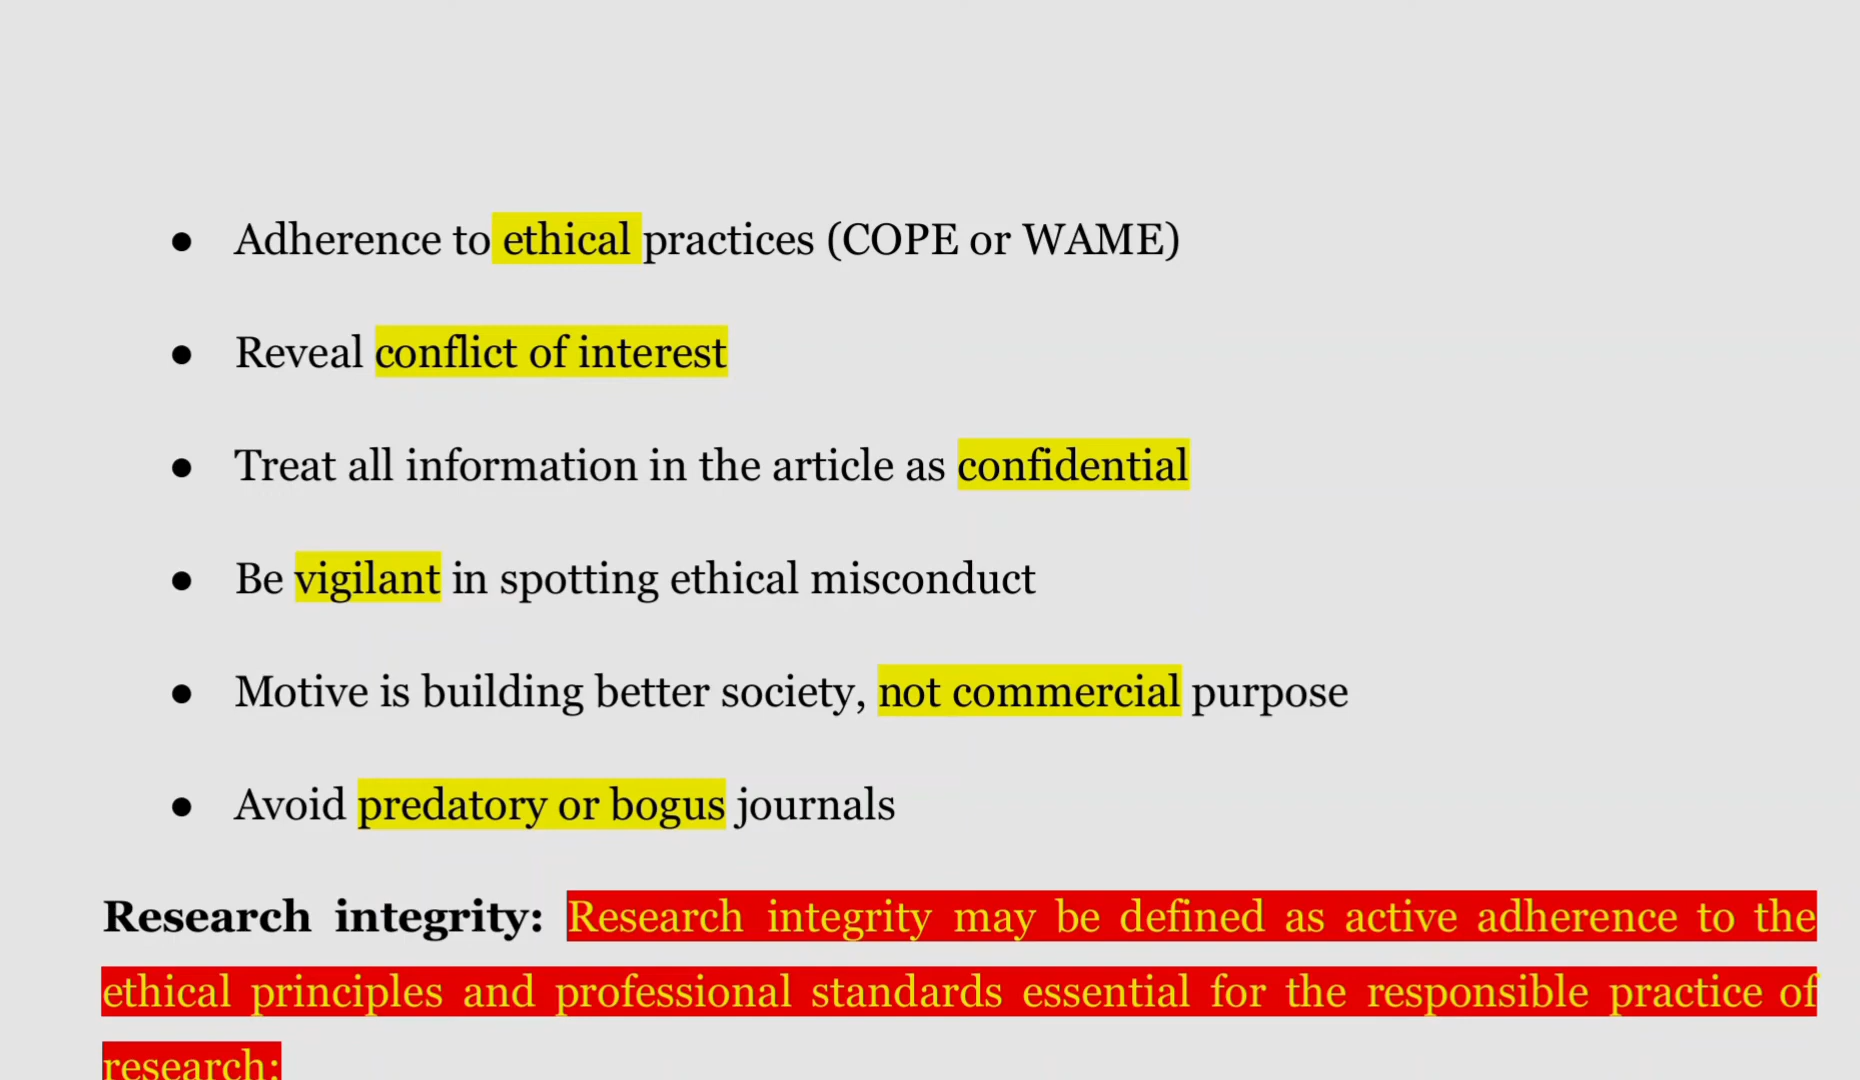 ● Adherence to ethical practices (COPE or WAME)
● Reveal conflict of interest
● Treat all information in the article as confidential
● Be vigilant in spotting ethical misconduct
● Motive is building better society, not commercial purpose
● Avoid predatory or bogus journals
Research integrity: Research integrity may be defined as active adherence to the
ethical principles and professional standards essential for the responsible practice of
research;